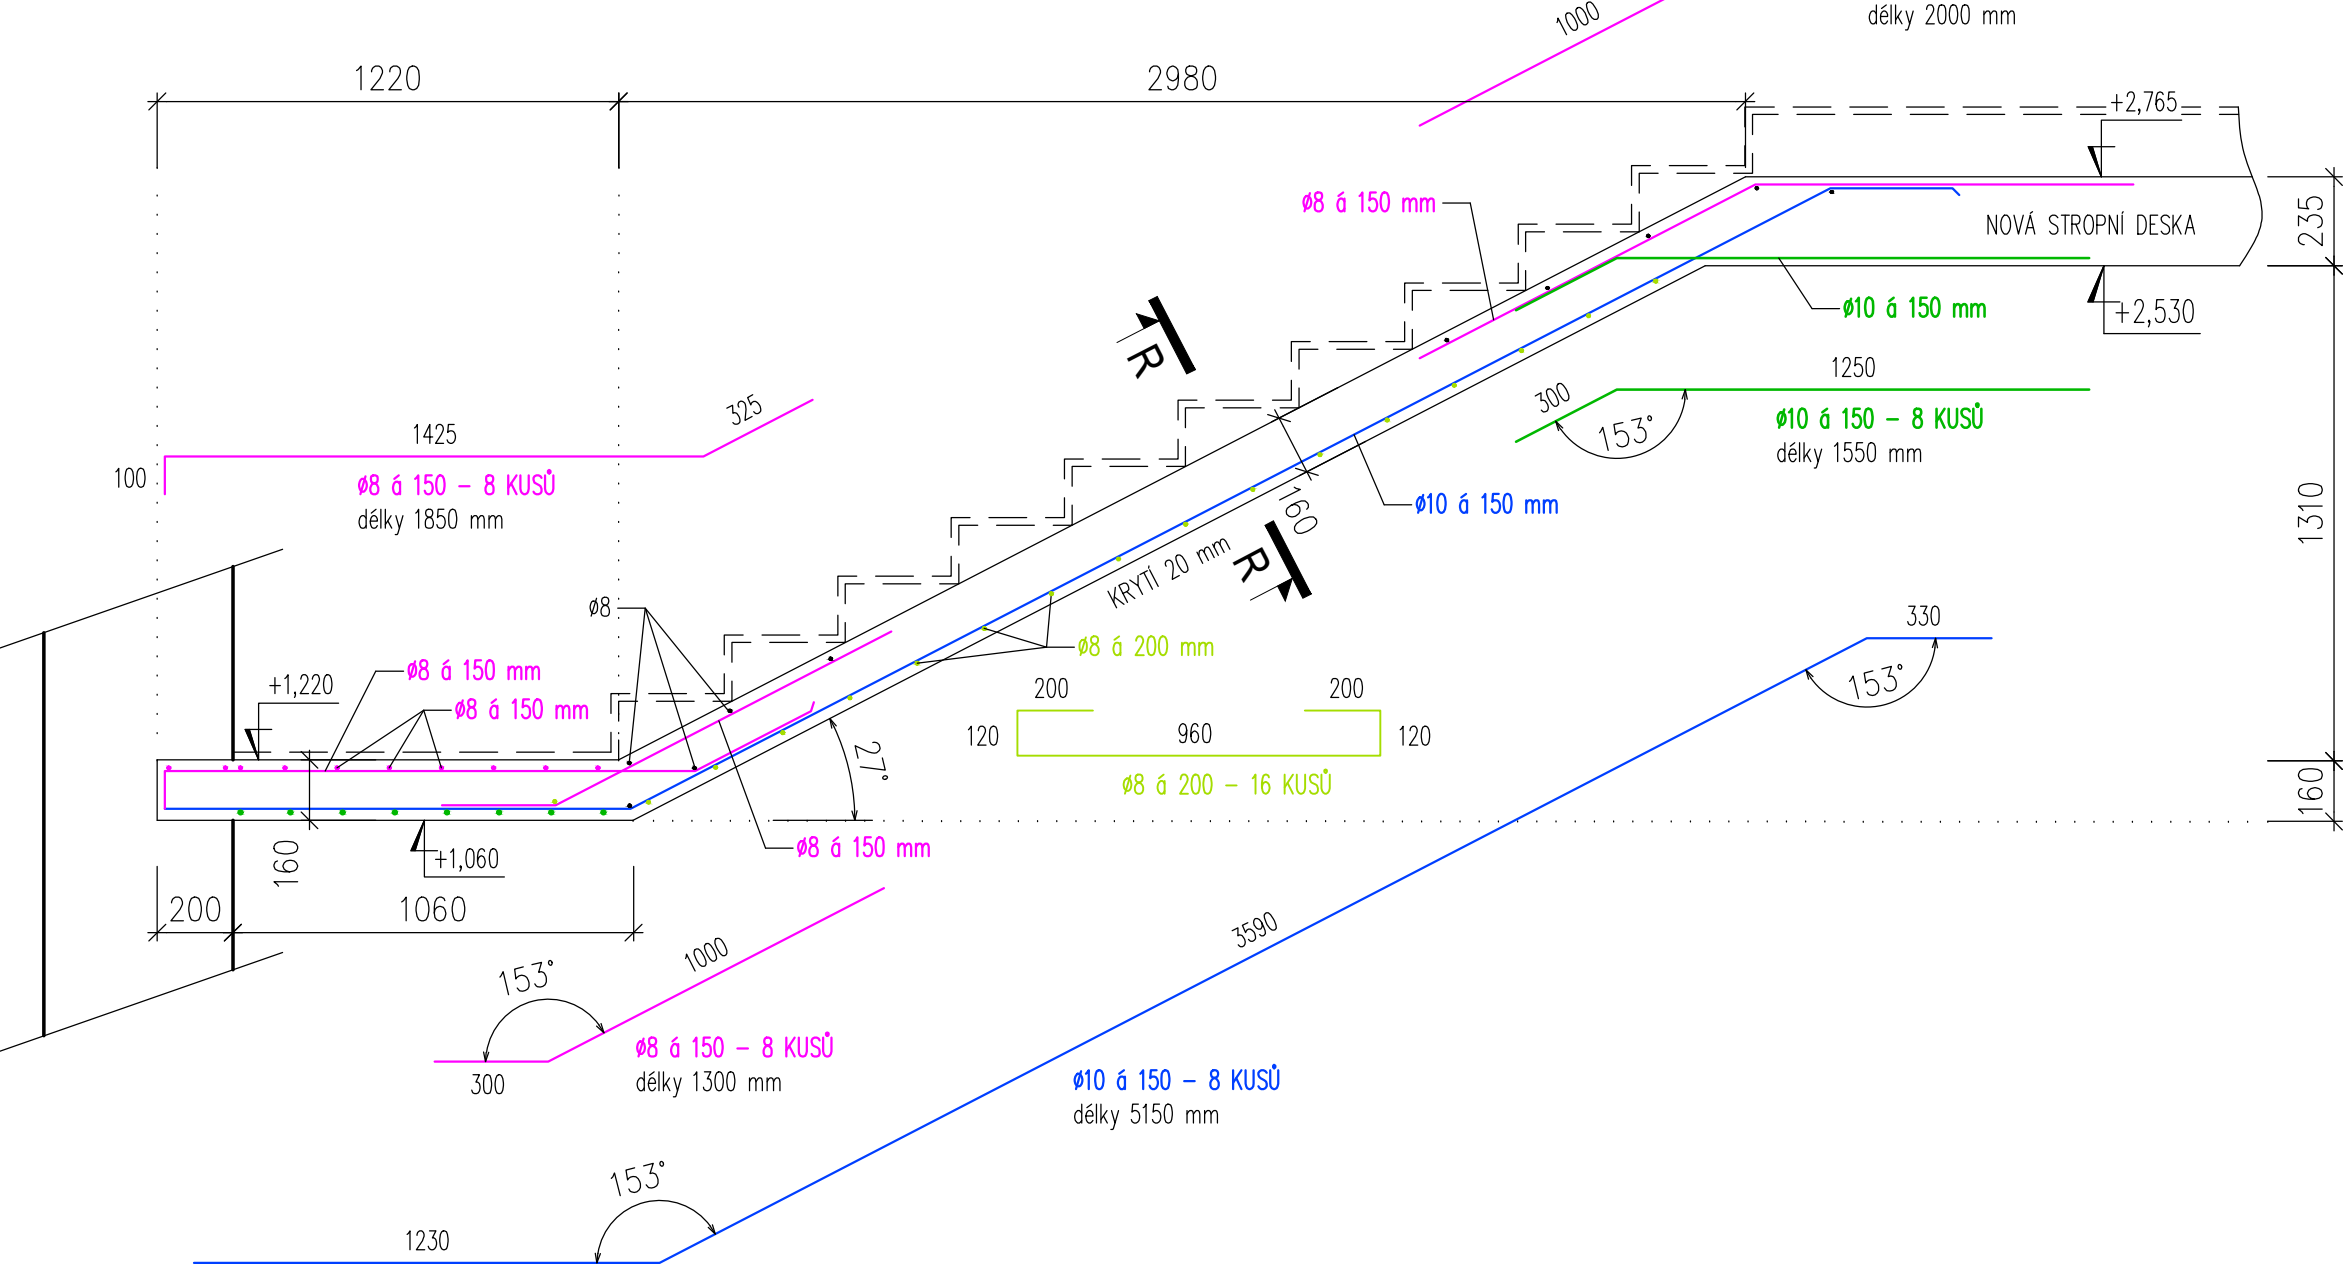 1000
délky 2000 mm
1220
2980
+2,765
ø8 á 150 mm
NOVÁ STROPNÍ DESKA
235
ø10 á 150 mm
+2,530
R
1250
300
153°
ø10 á 150 – 8 KUSŮ
délky 1550 mm
325
1425
100
ø8 á 150 – 8 KUSŮ
délky 1850 mm
ø10 á 150 mm
160
1310
R
KRYTÍ 20 mm
ø8
ø8 á 200 mm
330
153°
ø8 á 150 mm
+1,220
ø8 á 150 mm
200
200
120
960
120
27°
ø8 á 200 – 16 KUSŮ
160
160
+1,060
ø8 á 150 mm
200
1060
3590
1000
153°
ø8 á 150 – 8 KUSŮ
délky 1300 mm
300
ø10 á 150 – 8 KUSŮ
délky 5150 mm
153°
1230